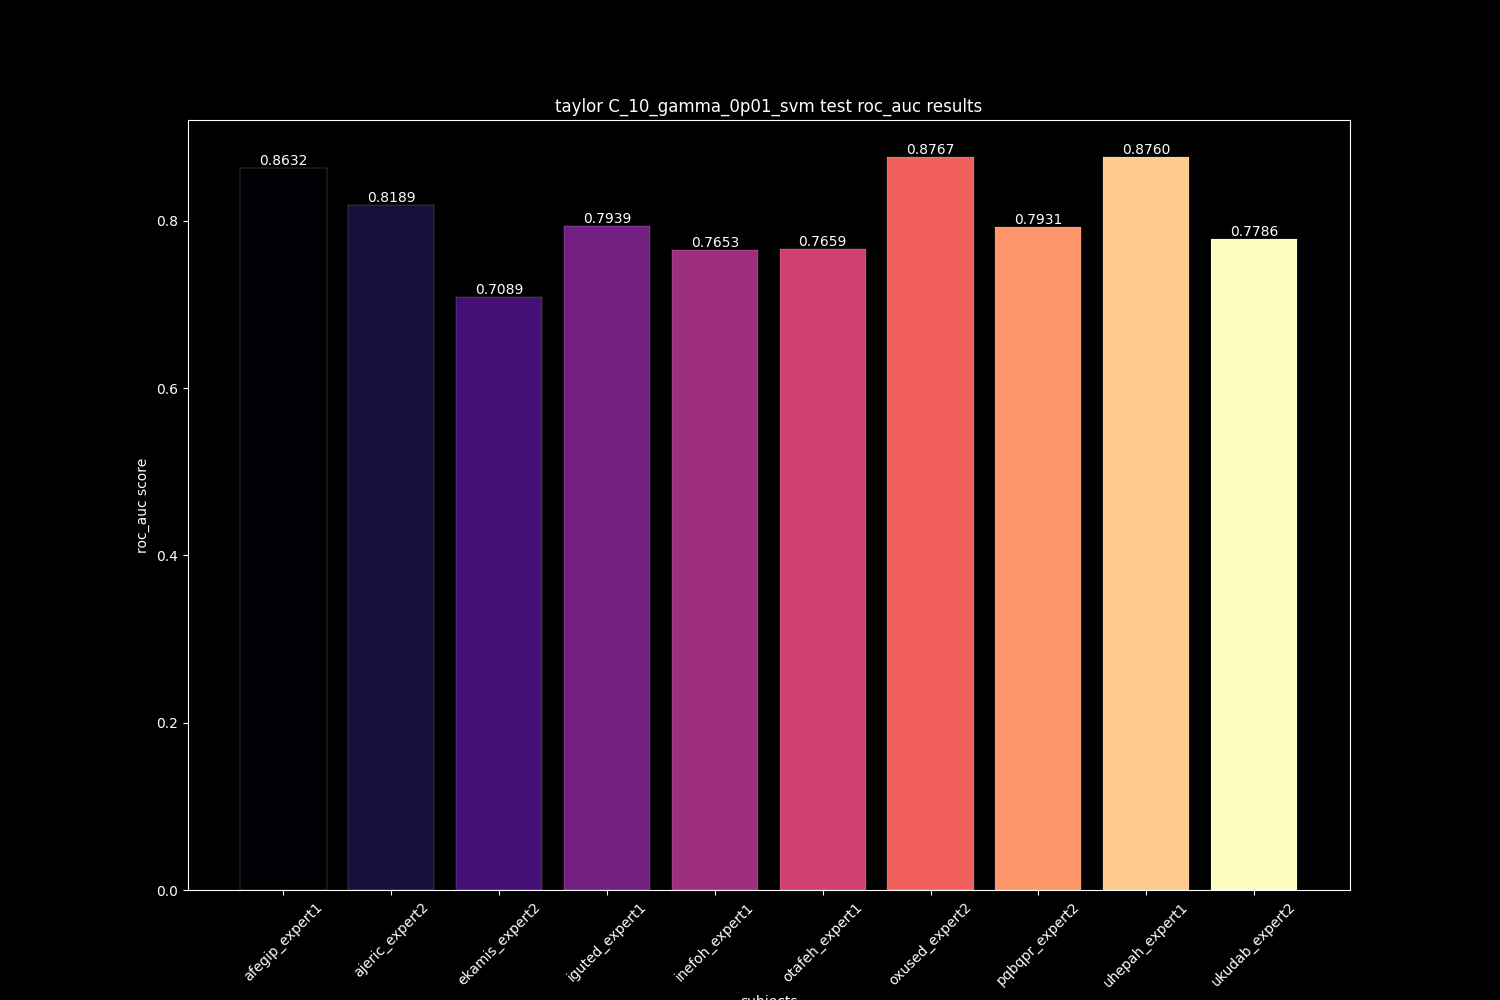 taylor C_10_gamma_0p01_svm test roc_auc results
0.8632
0.8189
0.7089
0.7939
0.7653
0.7659
0.8767
0.7931
0.8760
0.7786
roc_auc score
0.8
0.6
0.4
0.2
0.0
afegip_expert1
ajeric_expert2
ekamis_expert2
iguted_expert1
inefoh_expert1
otafeh_expert1
oxused_expert2
pqbqpr_expert2
uhepah_expert1
ukudab_expert2
subjects